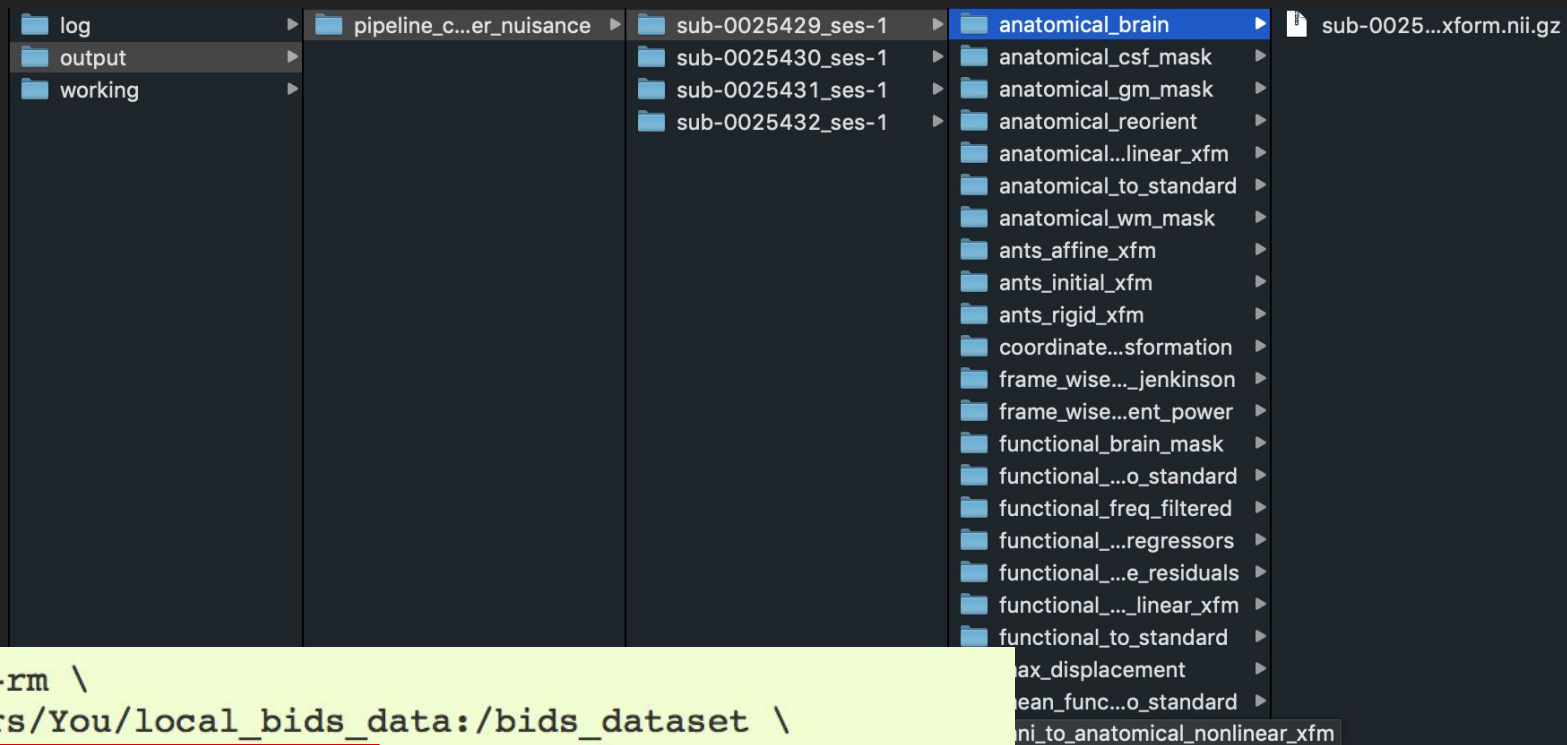 log
output
working
pipeline_c...er_nuisance
sub-0025429_ses-1
sub-0025430_ses-1
sub-0025431_ses-1
sub-0025432_ses-1
anatomical_brain
anatomical_csf_mask
anatomical_gm_mask
anatomical_reorient
anatomical...linear_xfm
anatomical_to_standard
anatomical_wm_mask
ants_affine_xfm
ants_initial_xfm
ants_rigid_xfm
coordinate...sformation
frame_wise..._jenkinson
frame_wise...ent_power
functional_brain_mask
functional_...o_standard
functional_freq_filtered
functional_...regressors
functional_...e_residuals
functional_..._linear_xfm
functional_to_standard
ax_displacement
ean_func...o_standard
ni_to_anatomical_nonlinear_xfm
sub-0025...xform.nii.gz
-rm \
rs/You/local_bids_data:/bids_dataset \